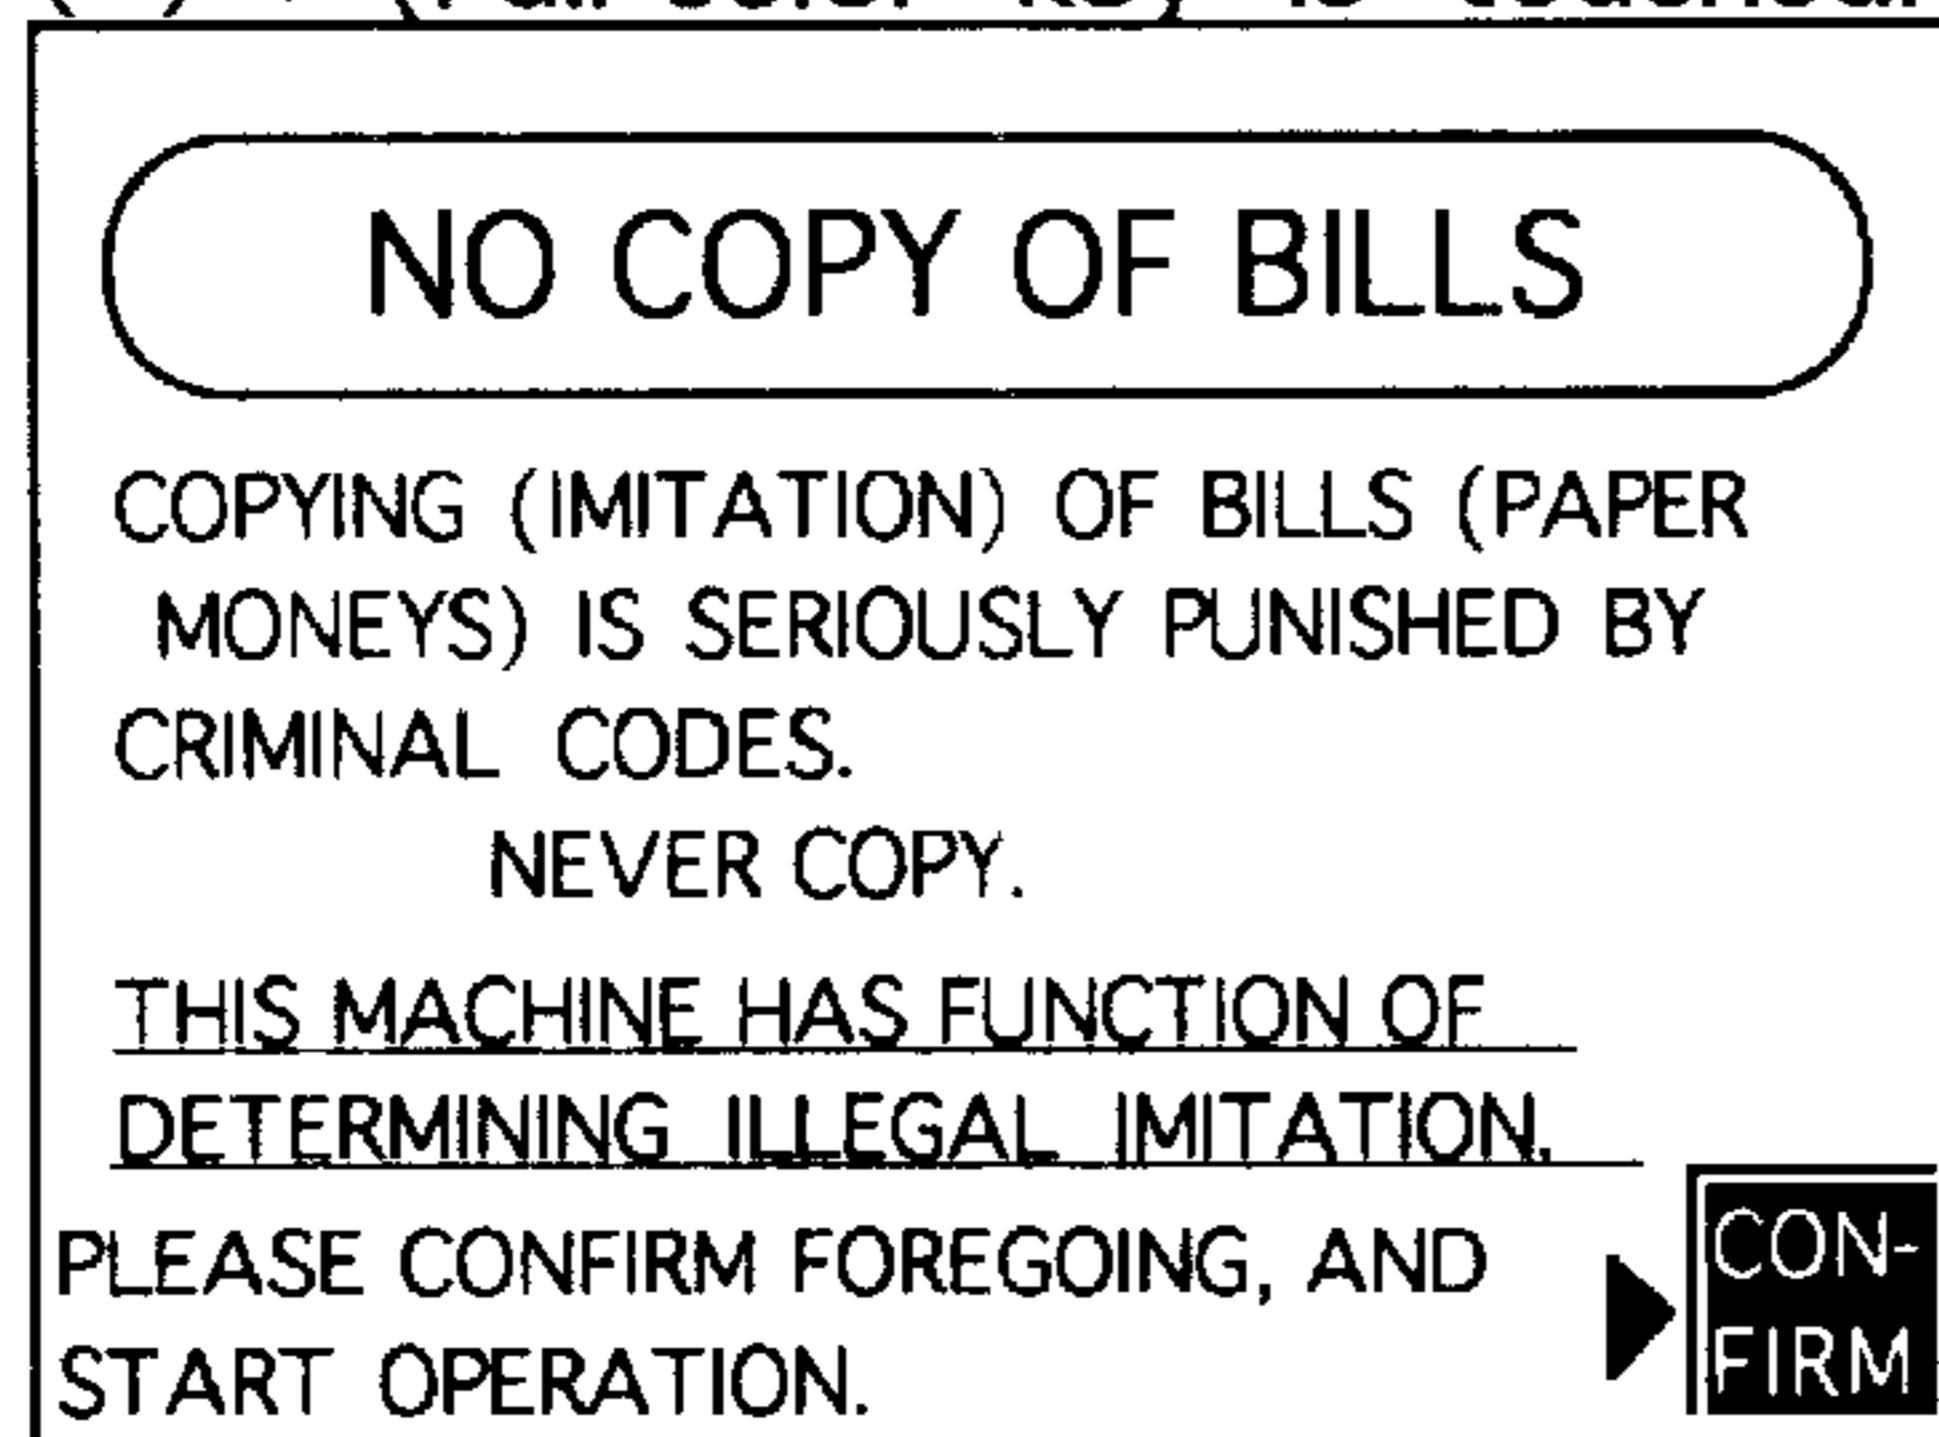 NO COPY OF BILLS
COPYING (IMITATION) OF BILLS (PAPER
MONEYS) IS SERIOUSLY PUNISHED BY
CRIMINAL CODES.
NEVER COPY.
THIS MACHINE HAS FUNCTION OF
DETERMINING ILLEGAL IMITATION.
PLEASE CONFIRM FOREGOING, AND
START OPERATION.
CON-
FIRM